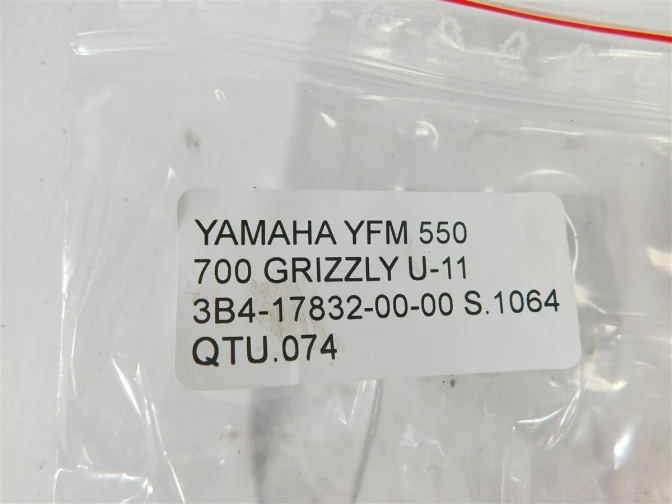 YAMAHA YFM 550
700 GRIZZLY U-11
3B4-17832-00-00 S.1064
QTU.074